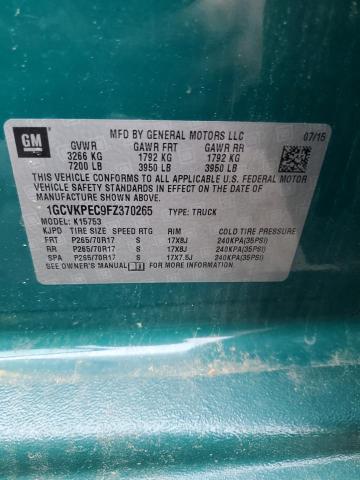 GM
MFD BY GENERAL MOTORS LLC
07/15
GVWR GAWR FRT GAWR RR
3266 KG 1792 KG 1792 KG
7200 LB 3950 LB 3950 LB
THIS VEHICLE CONFORMS TO ALL APPLICABLE U.S. FEDERAL MOTOR
VEHICLE SAFETY STANDARDS IN EFFECT ON THE DATE OF
MANUFACTURE SHOWN ABOVE.
1GCVKPEC9FZ370265 TYPE: TRUCK
MODEL: K15753
KJPD TIRE SIZE SPEED RTG RIM COLD TIRE PRESSURE
FRT P265/70R17 S 17X8J 240KPA(35PSI)
RR P265/70R17 S 17X8J 240KPA(35PSI)
SPA P265/70R17 S 17X7.5J 240KPA(35PSI)
SEE OWNER'S MANUAL FOR ADDITIONAL INFORMATION.